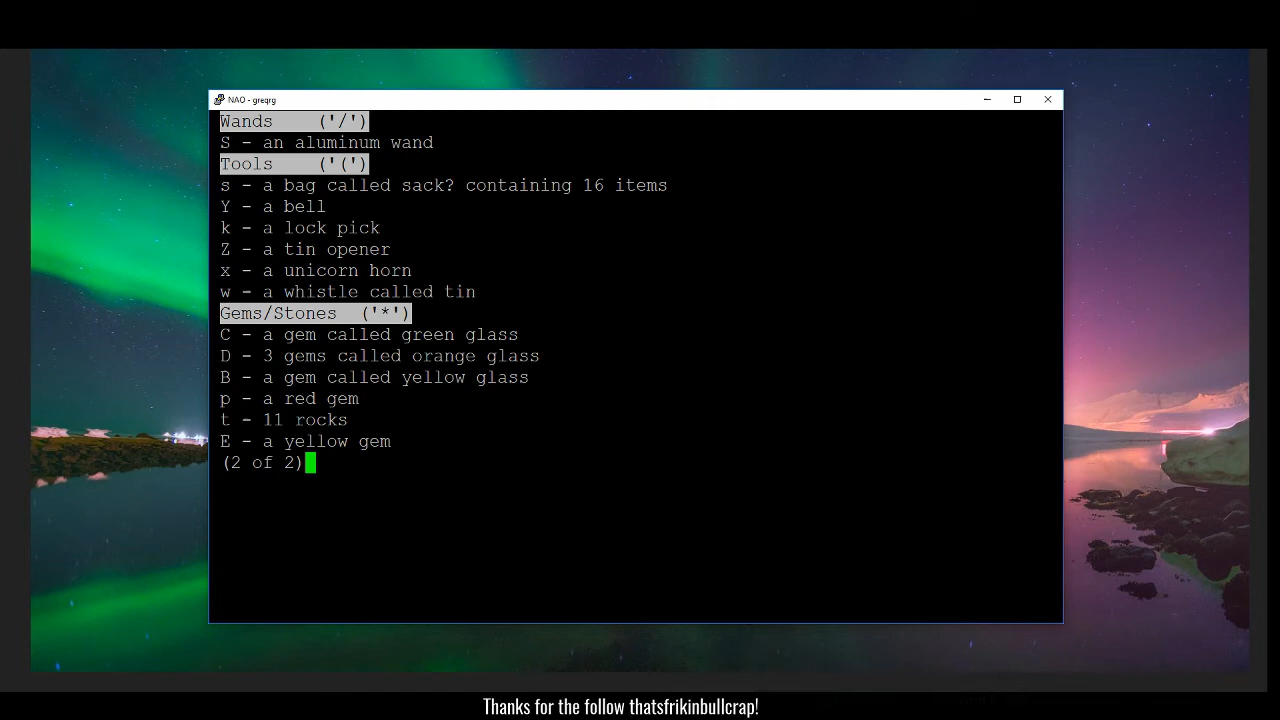 NAO - greqrg
Wands ('/')
S - an aluminum wand
Tools ('(')
s - a bag called sack? containing 16 items
Y - a bell
k - a lock pick
Z - a tin opener
x - a unicorn horn
w - a whistle called tin
Gems/Stones ('*')
C - a gem called green glass
D - 3 gems called orange glass
B - a gem called yellow glass
p - a red gem
t - 11 rocks
E - a yellow gem
(2 of 2)
Thanks for the follow thatsfrikinbullcrap!